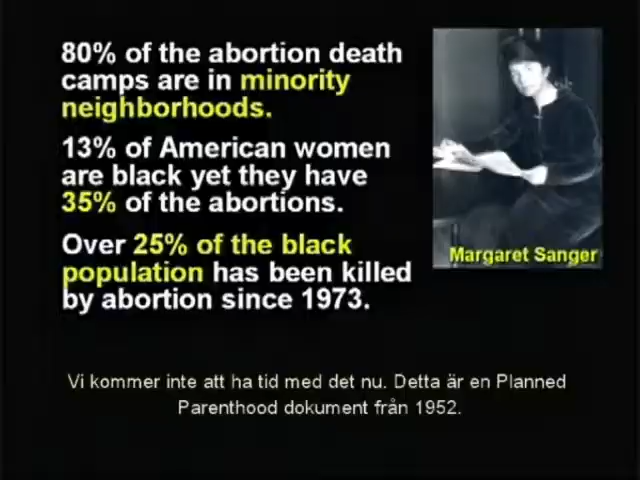 80% of the abortion death
camps are in minority
neighborhoods.
13% of American women
are black yet they have
35% of the abortions.
Over 25% of the black
population has been killed
by abortion since 1973.
Margaret Sanger
Vi kommer inte att ha tid med det nu. Detta är en Planned
Parenthood dokument från 1952.